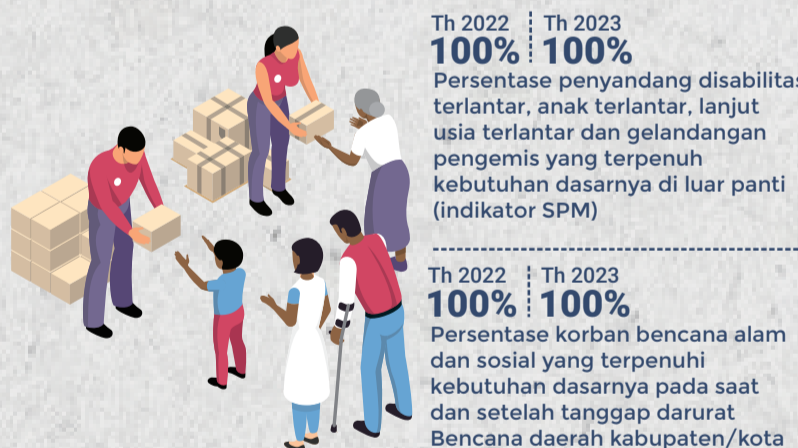 Th 2022 Th 2023
100% 100%
Persentase penyandang disabilitas
terlantar, anak terlantar, lanjut
usia terlantar dan gelandangan
pengemis yang terpenuh
kebutuhan dasarnya di luar panti
(indikator SPM)
Th 2022 Th 2023
100% 100%
Persentase korban bencana alam
dan sosial yang terpenuhi
kebutuhan dasarnya pada saat
dan setelah tanggap darurat
Bencana daerah kabupaten/kota